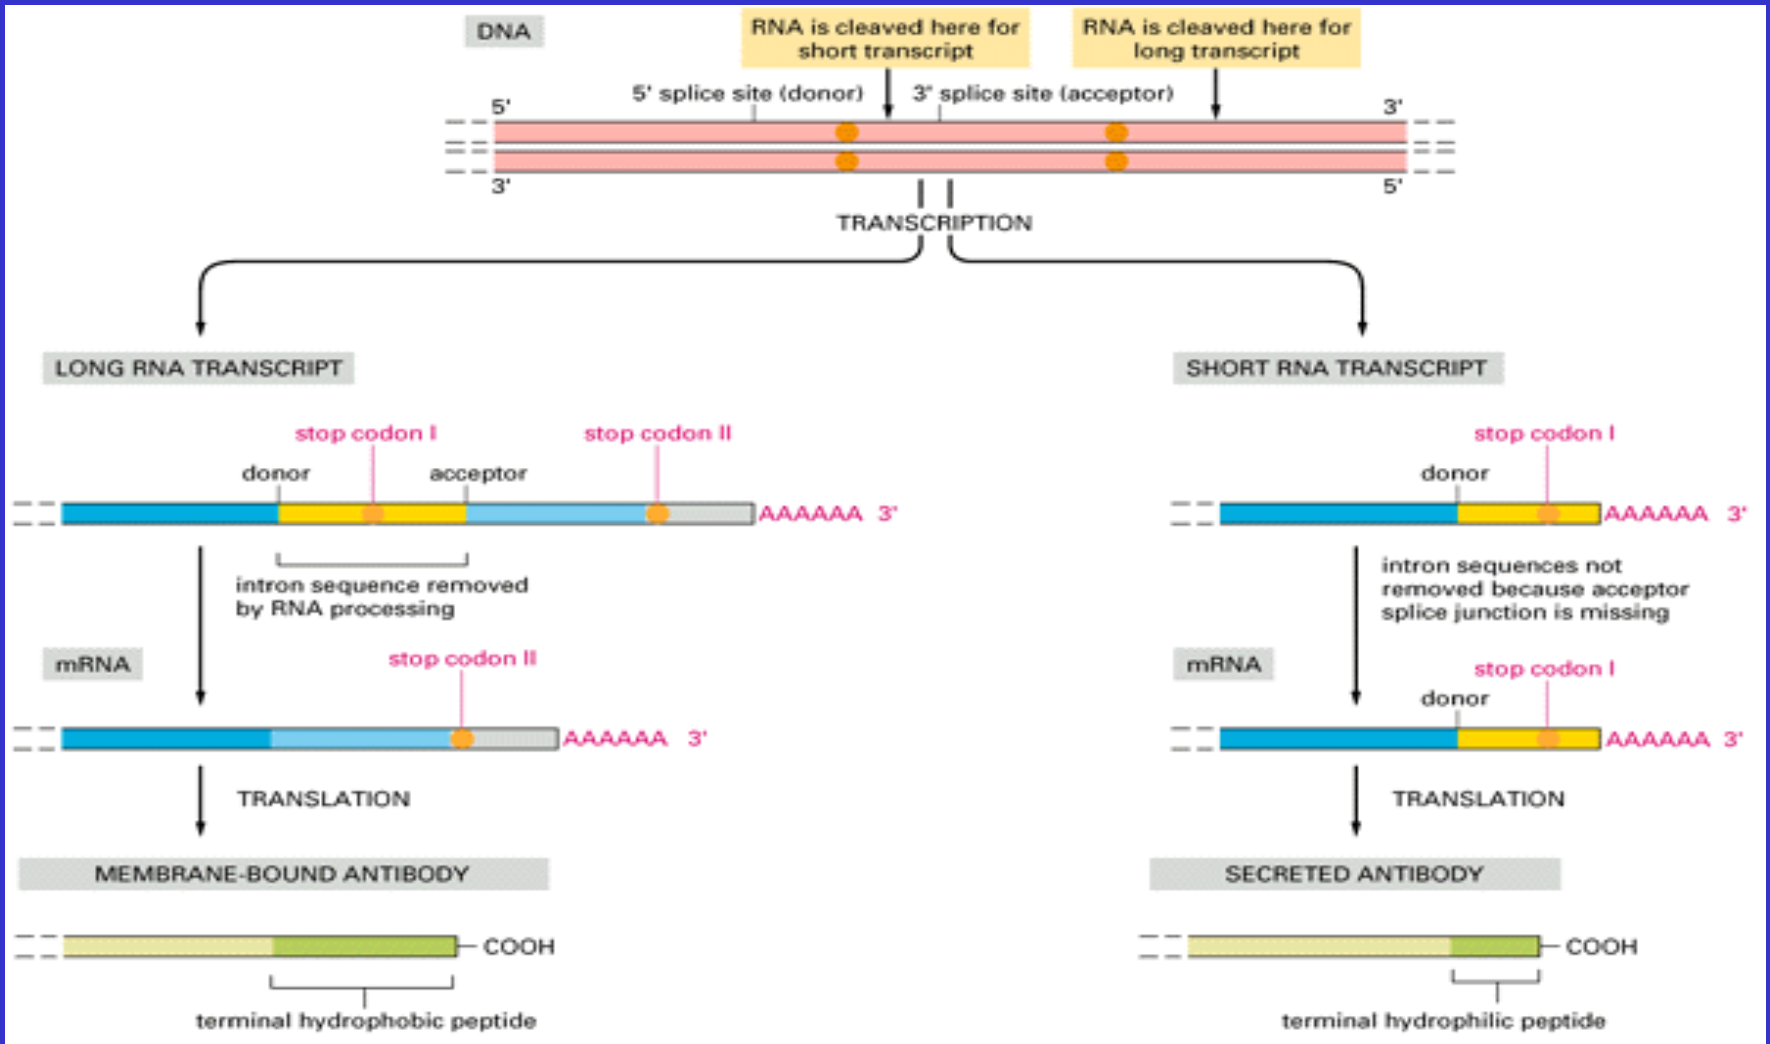 DNA
RNA is cleaved here for
short transcript
RNA is cleaved here for
long transcript
5' splice site (donor)
3' splice site (acceptor)
5'
3'
3'
5'
TRANSCRIPTION
LONG RNA TRANSCRIPT
SHORT RNA TRANSCRIPT
stop codon I
stop codon II
donor
acceptor
AAAAAA 3'
stop codon I
donor
AAAAAA 3'
intron sequence removed
by RNA processing
intron sequences not
removed because acceptor
splice junction is missing
mRNA
stop codon II
AAAAAA 3'
mRNA
stop codon I
donor
AAAAAA 3'
TRANSLATION
TRANSLATION
MEMBRANE-BOUND ANTIBODY
SECRETED ANTIBODY
COOH
COOH
terminal hydrophobic peptide
terminal hydrophilic peptide